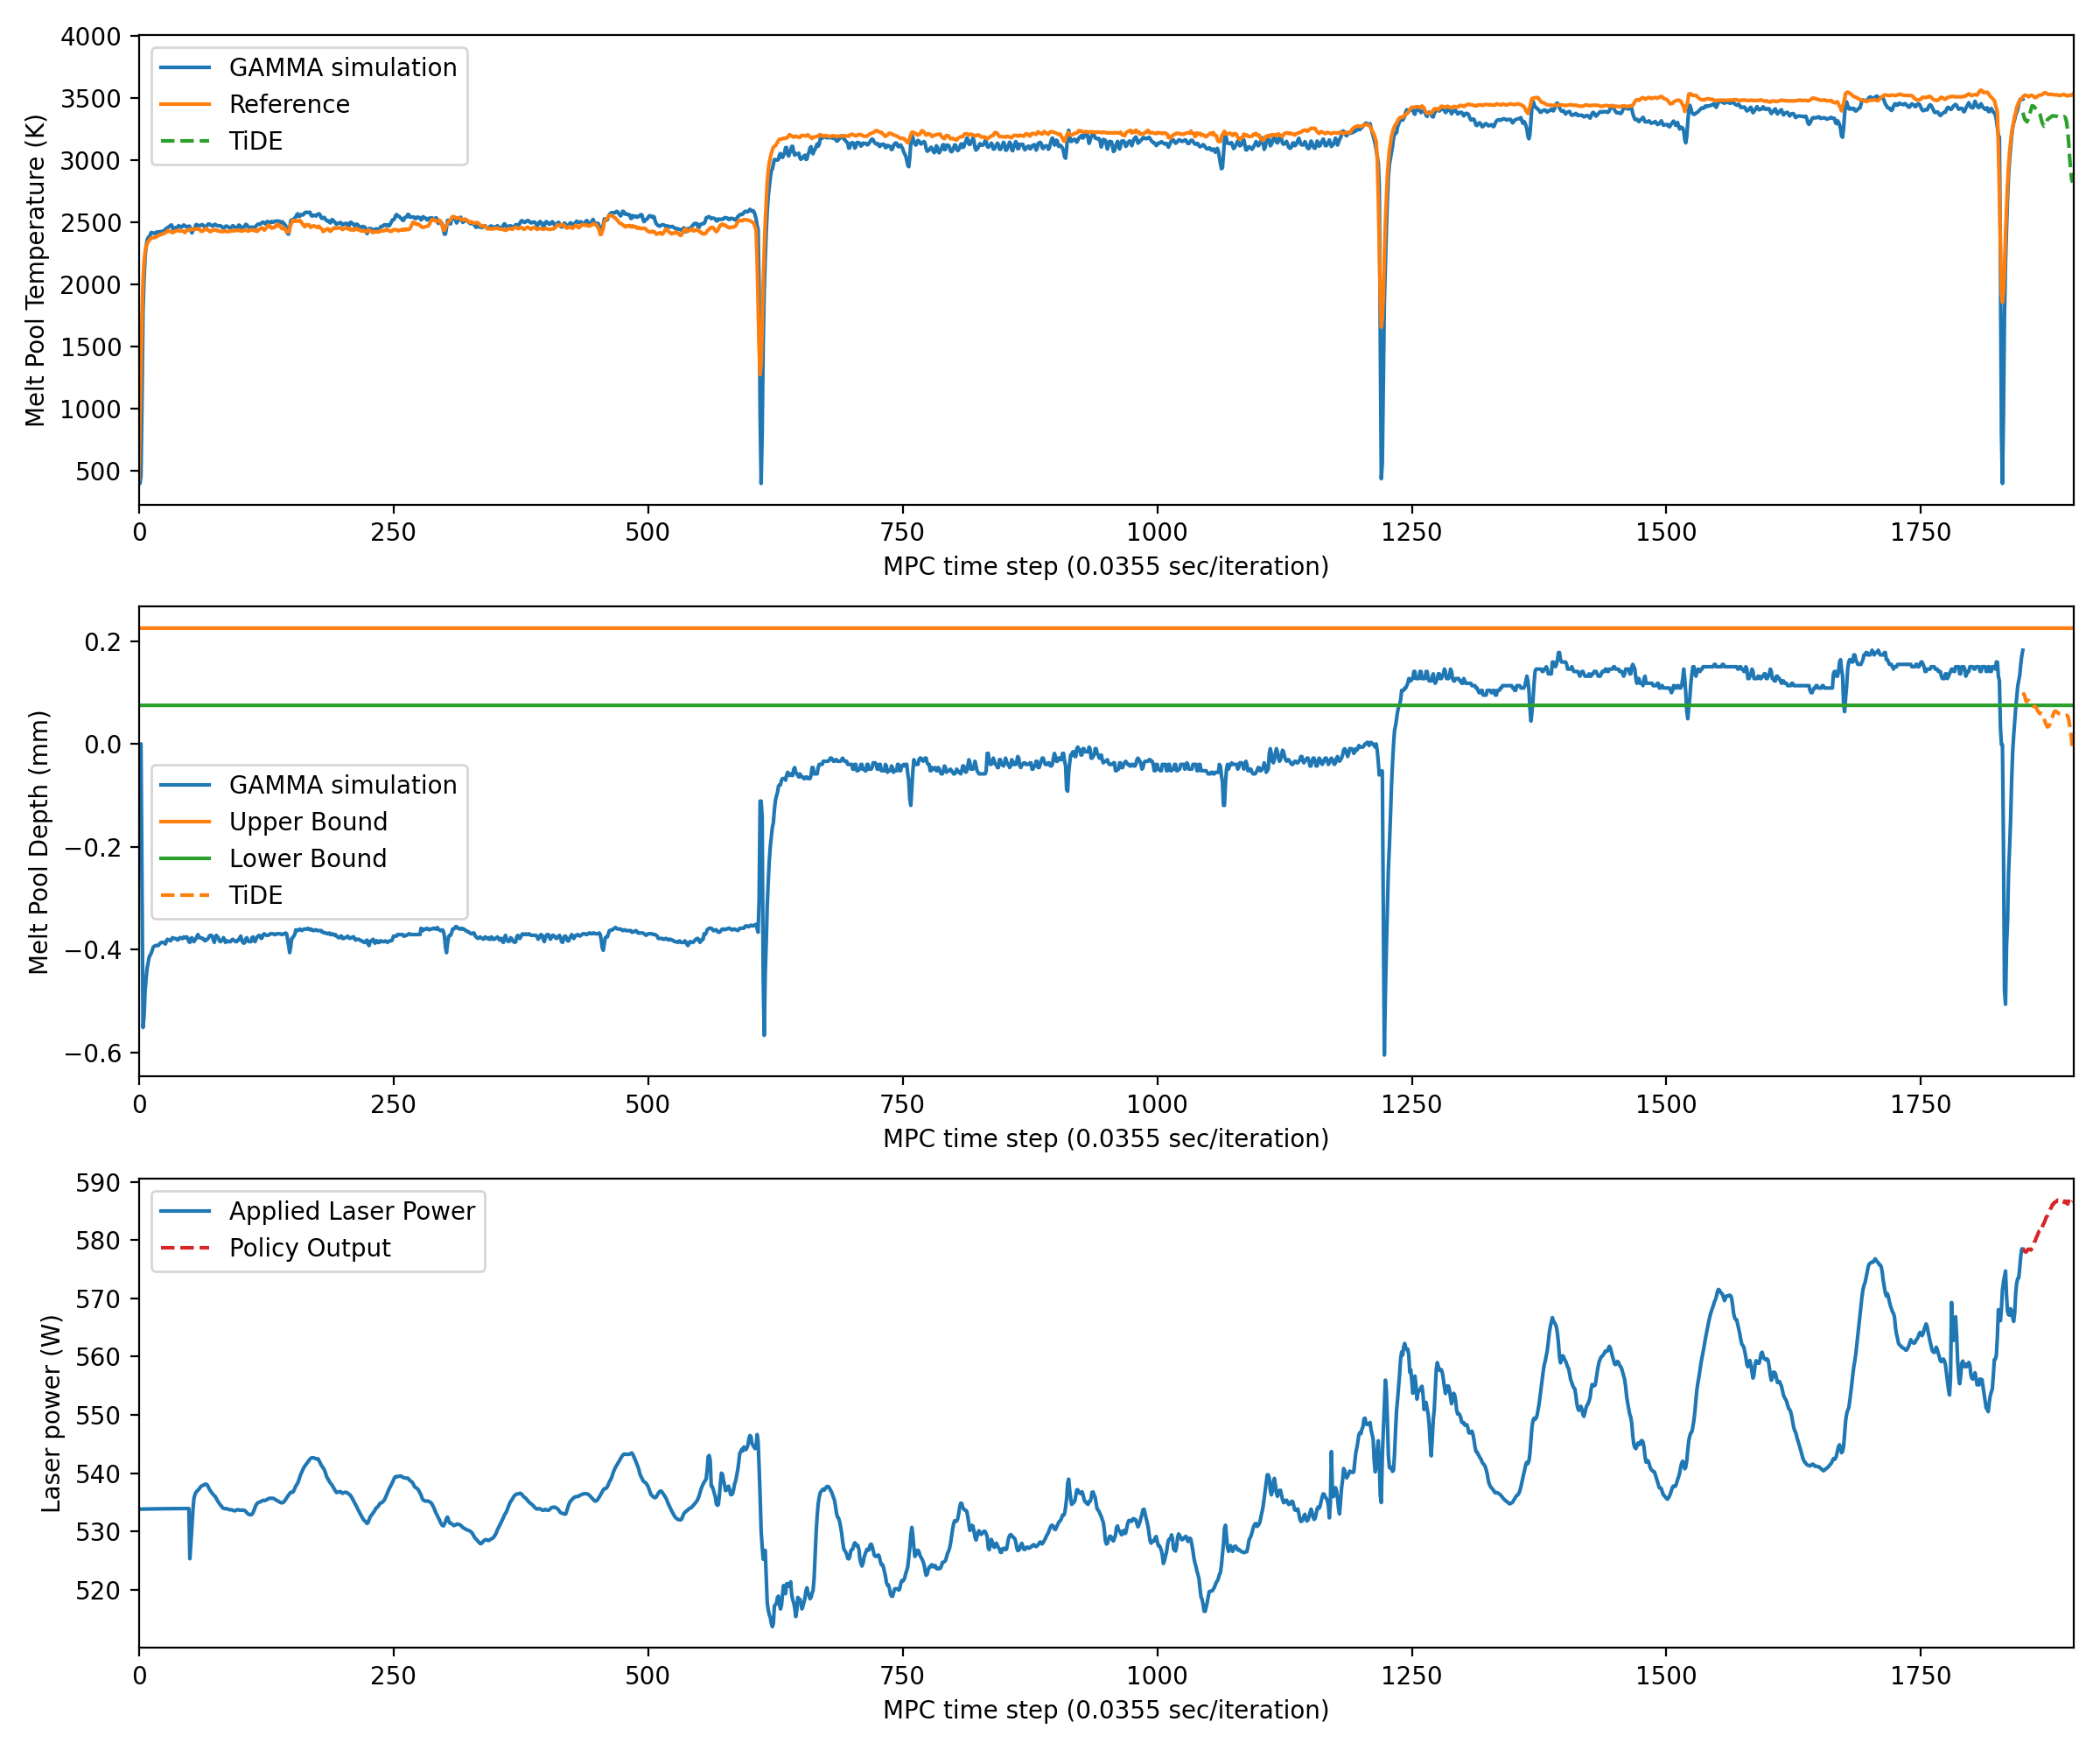 4000
3500
3000
2500
2000
1500
1000
500
Melt Pool Temperature (K)
GAMMA simulation
Reference
TiDE
0 250 500 750 1000 1250 1500 1750
MPC time step (0.0355 sec/iteration)
0.2
0.0
−0.2
−0.4
−0.6
Melt Pool Depth (mm)
GAMMA simulation
Upper Bound
Lower Bound
TiDE
0 250 500 750 1000 1250 1500 1750
MPC time step (0.0355 sec/iteration)
590
580
570
560
550
540
530
520
Laser power (W)
Applied Laser Power
Policy Output
0 250 500 750 1000 1250 1500 1750
MPC time step (0.0355 sec/iteration)